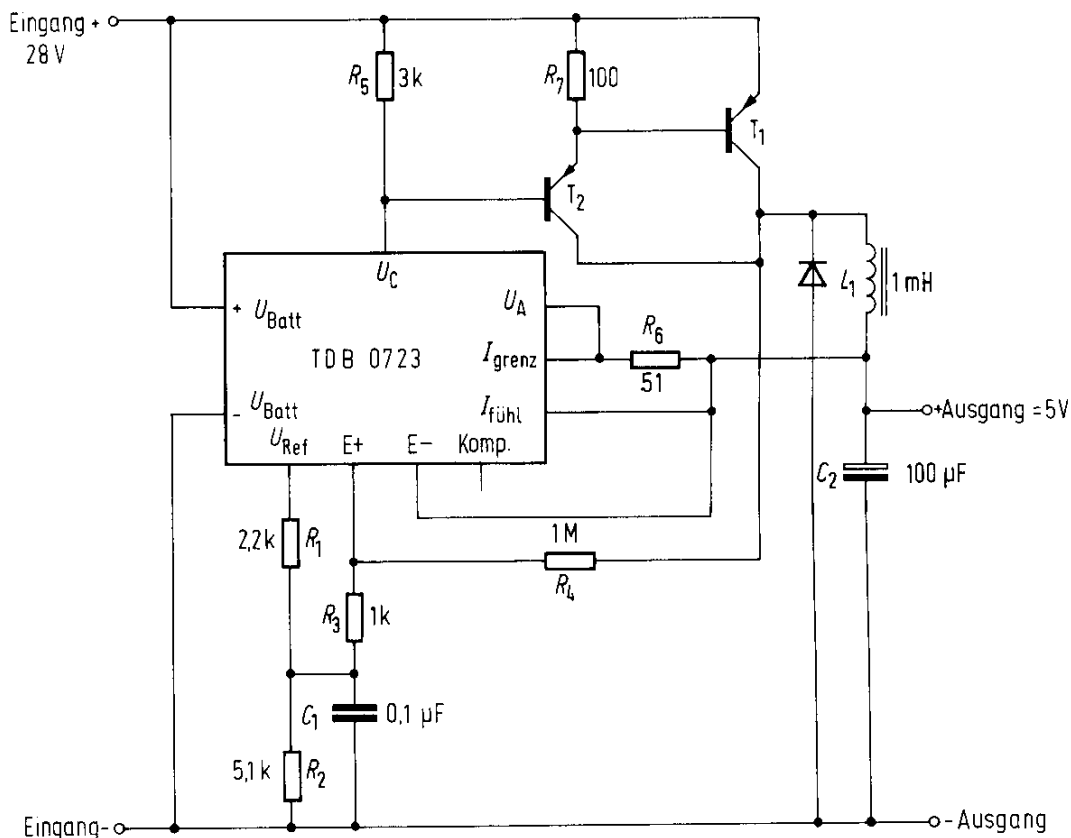 Eingang +
28 V
R5
3k
R7
100
T1
T2
UC
+ UBatt
UA
L1
1 mH
TDB 0723
Igrenz
R6
51
- UBatt
Ifühl
+Ausgang = 5V
URef
E+
E-
Komp.
C2
100 µF
2,2k
R1
1M
R4
R3
1k
C1
0,1 µF
5,1k
R2
Eingang-
- Ausgang